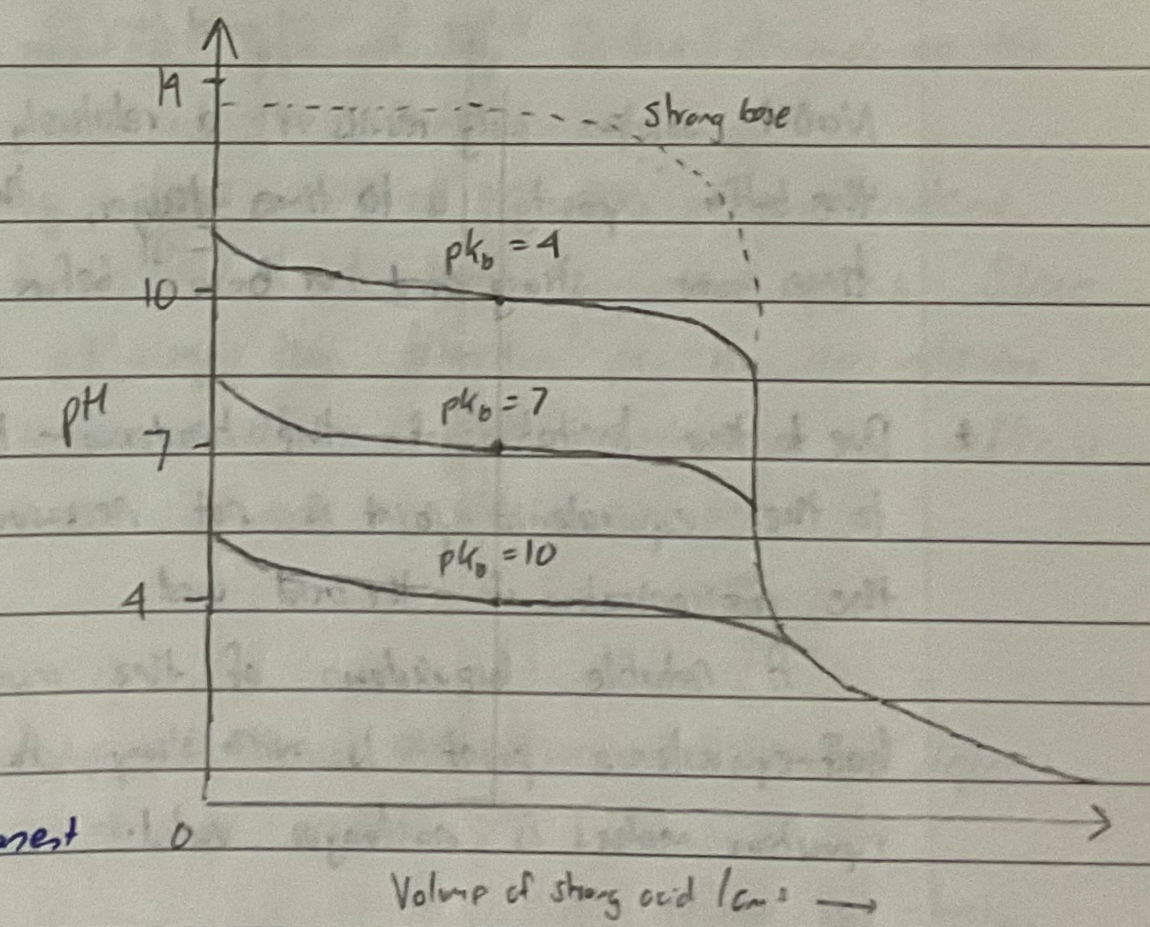 14
strong base
pKb = 4
10
pKb = 7
pH
7
pKb = 10
4
0
Volume of strong acid / cm³ →